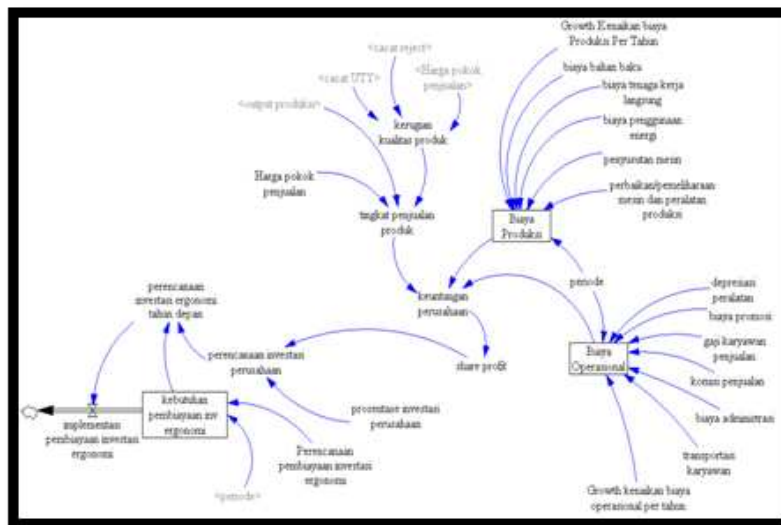 Growth Kenaikan biaya
Produksi Per Tahun
<cacat reject>
<cacat UTY>
<Harga pokok
penjualan>
biaya bahan baku
biaya tenaga kerja
langsung
<output produksi>
kerugian
kualitas produk
biaya penggunaan
energi
penyusutan mesin
Harga pokok
penjualan
perbaikan/pemeliharaan
mesin dan peralatan
produksi
tingkat penjualan
produk
Biaya
Produksi
periode
keuntungan
perusahaan
depresiasi
peralatan
biaya promosi
perencanaan
investasi ergonomi
tahun depan
gaji karyawan
penjualan
perencanaan investasi
perusahaan
share profit
Biaya
Operasional
komisi penjualan
kebutuhan
pembiayaan inv
ergonomi
prosentase investasi
perusahaan
biaya administrasi
implementasi
pembiayaan investasi
ergonomi
Perencanaan
pembiayaan investasi
ergonomi
transportasi
karyawan
<periode>
Growth kenaikan biaya
operasional per tahun